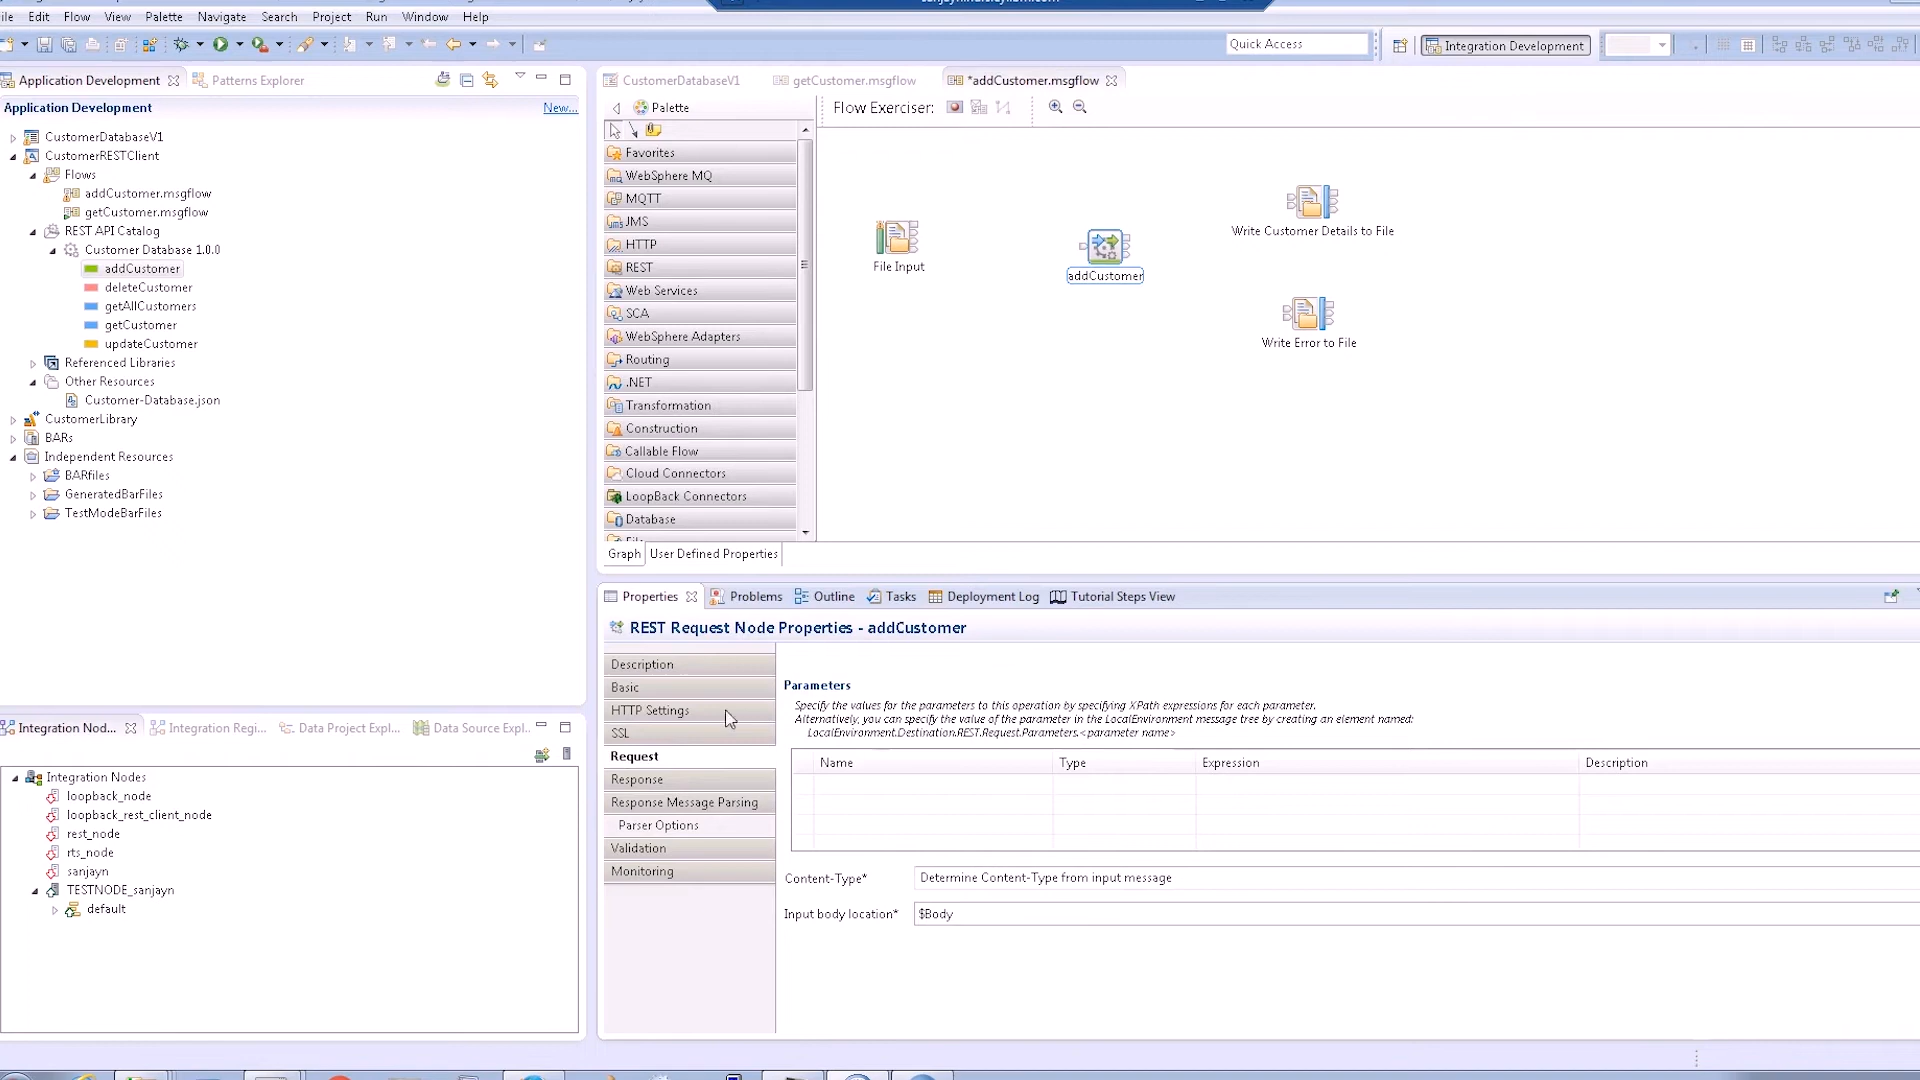 ile Edit Flow View Palette Navigate Search Project Run Window Help
Quick Access
Integration Development
Application Development Patterns Explorer
Application Development New...
CustomerDatabaseV1
CustomerRESTClient
Flows
addCustomer.msgflow
getCustomer.msgflow
REST API Catalog
Customer Database 1.0.0
addCustomer
deleteCustomer
getAllCustomers
getCustomer
updateCustomer
Referenced Libraries
Other Resources
Customer-Database.json
CustomerLibrary
BARs
Independent Resources
BARfiles
GeneratedBarFiles
TestModeBarFiles
Integration Nod... Integration Regi... Data Project Expl... Data Source Expl...
Integration Nodes
loopback_node
loopback_rest_client_node
rest_node
rts_node
sanjayn
TESTNODE_sanjayn
default
CustomerDatabaseV1 getCustomer.msgflow *addCustomer.msgflow
Palette
Flow Exerciser:
Favorites
WebSphere MQ
MQTT
JMS
HTTP
REST
Web Services
SCA
WebSphere Adapters
Routing
.NET
Transformation
Construction
Callable Flow
Cloud Connectors
LoopBack Connectors
Database
File Input
addCustomer
Write Customer Details to File
Write Error to File
Graph User Defined Properties
Properties Problems Outline Tasks Deployment Log Tutorial Steps View
REST Request Node Properties - addCustomer
Description
Basic
HTTP Settings
SSL
Request
Response
Response Message Parsing
Parser Options
Validation
Monitoring
Parameters
Specify the values for the parameters to this operation by specifying XPath expressions for each parameter.
Alternatively, you can specify the value of the parameter in the LocalEnvironment message tree by creating an element named:
LocalEnvironment.Destination.REST.Request.Parameters.<parameter name>
Name Type Expression Description
Content-Type* Determine Content-Type from input message
Input body location* $Body